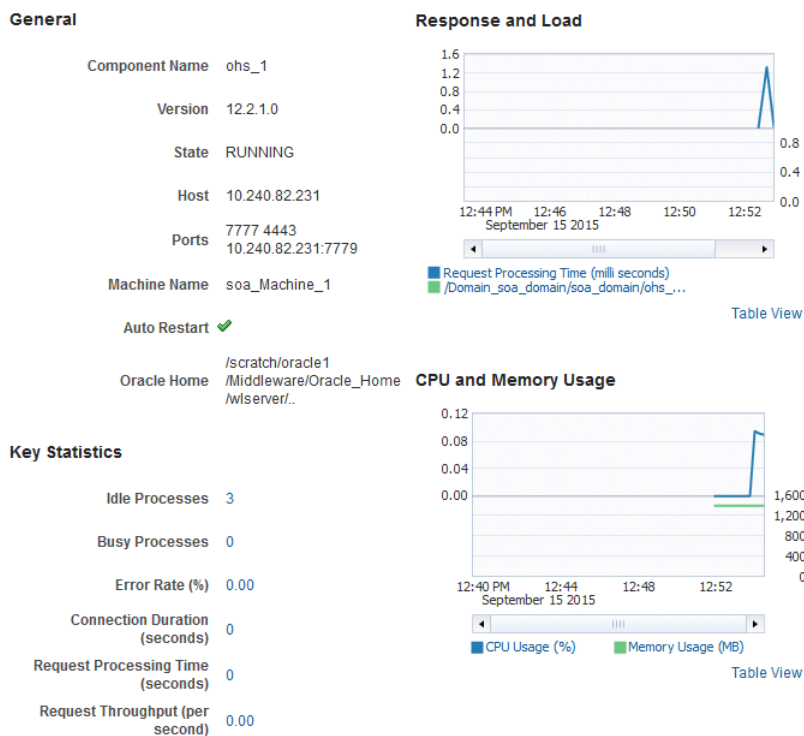 General
Component Name ohs_1
Version 12.2.1.0
State RUNNING
Host 10.240.82.231
Ports 7777 4443
10.240.82.231:7779
Machine Name soa_Machine_1
Auto Restart
Oracle Home /scratch/oracle1
/Middleware/Oracle_Home
/wlserver/..
Key Statistics
Idle Processes 3
Busy Processes 0
Error Rate (%) 0.00
Connection Duration
(seconds) 0
Request Processing Time
(seconds) 0
Request Throughput (per
second) 0.00
Response and Load
1.6
1.2
0.8
0.4
0.0
0.8
0.4
0.0
12:44 PM 12:46 12:48 12:50 12:52
September 15 2015
Request Processing Time (milli seconds)
/Domain_soa_domain/soa_domain/ohs_...
Table View
CPU and Memory Usage
0.12
0.08
0.04
0.00
1,600
1,200
800
400
0
12:40 PM 12:44 12:48 12:52
September 15 2015
CPU Usage (%) Memory Usage (MB)
Table View